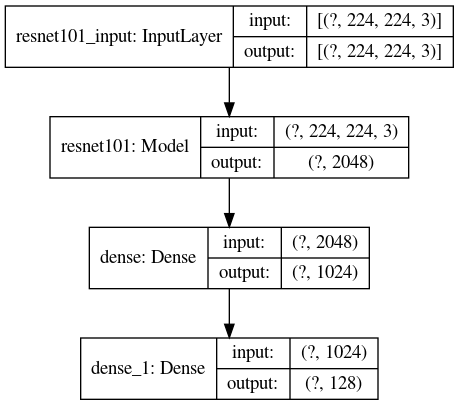 resnet101_input: InputLayer
input: [(?, 224, 224, 3)]
output: [(?, 224, 224, 3)]
resnet101: Model
input: (?, 224, 224, 3)
output: (?, 2048)
dense: Dense
input: (?, 2048)
output: (?, 1024)
dense_1: Dense
input: (?, 1024)
output: (?, 128)